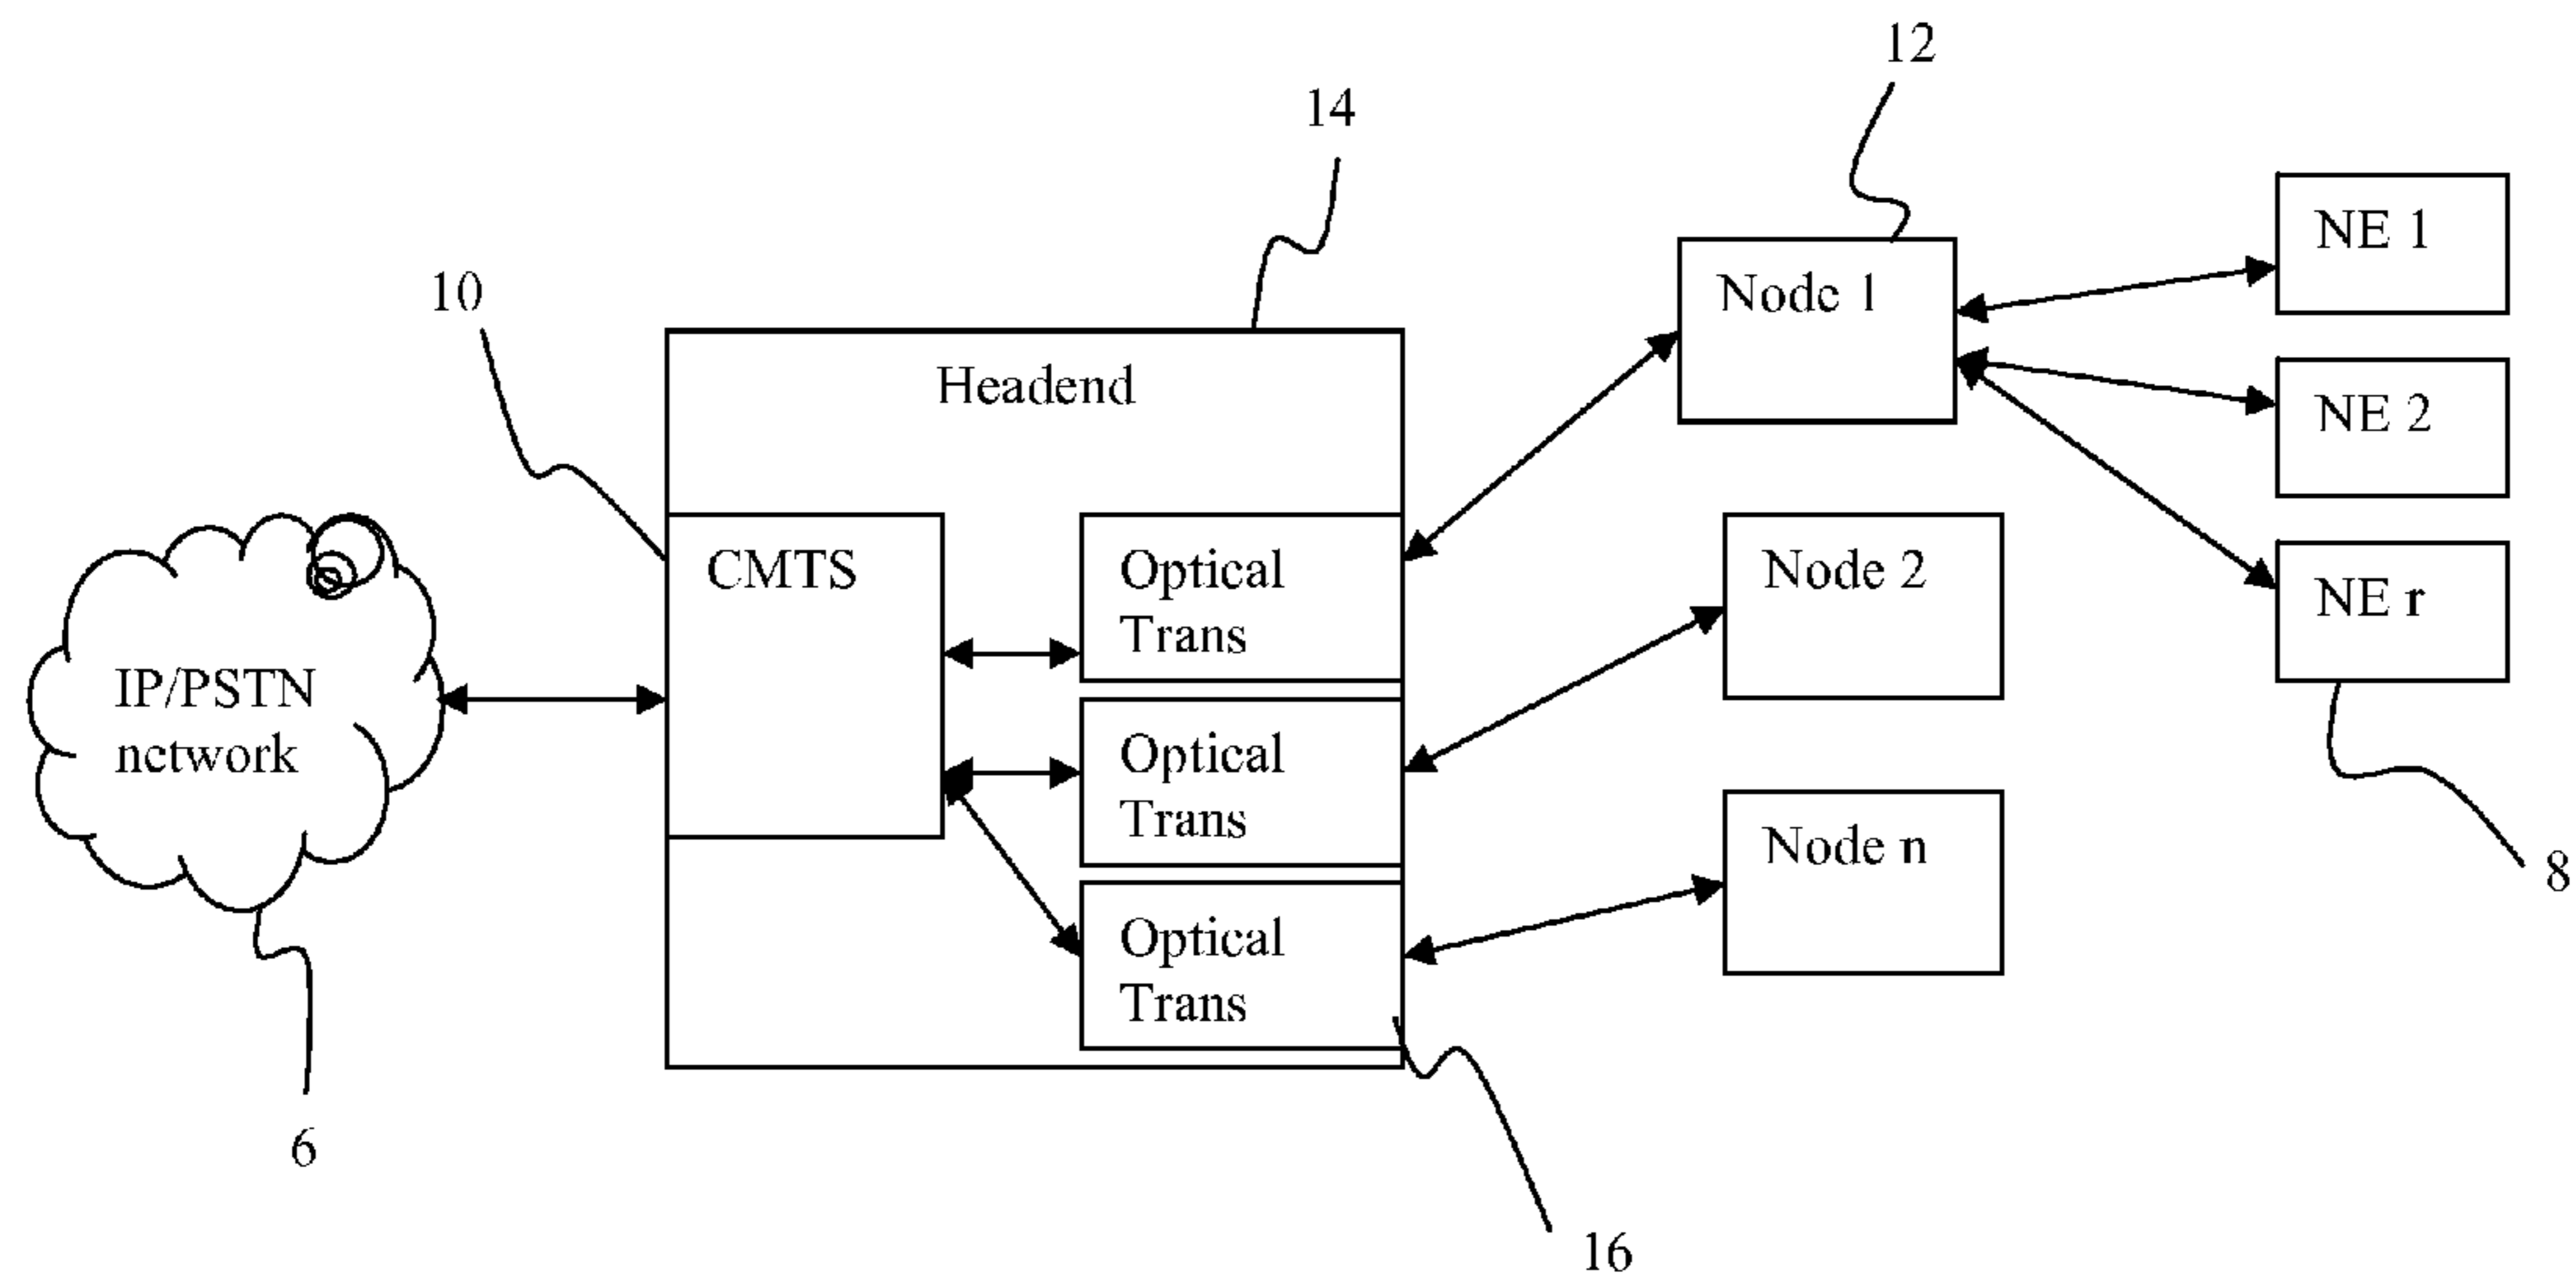 12
14
10
Headend
Node 1
NE 1
NE 2
NE r
CMTS
Optical
Trans
Optical
Trans
Optical
Trans
Node 2
Node n
IP/PSTN
network
8
6
16